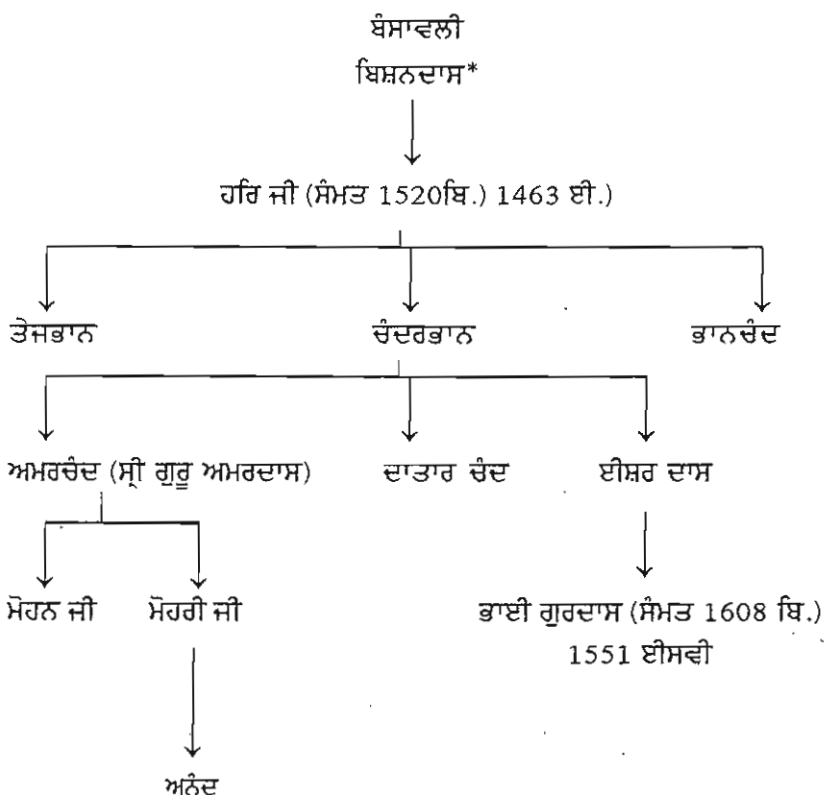 ਬੰਸਾਵਲੀ
ਬਿਸ਼ਨਦਾਸ*
ਹਰਿ ਜੀ (ਸੰਮਤ 1520ਬਿ.) 1463 ਈ.)
ਤੇਜਭਾਨ ਚੰਦਰਭਾਨ ਭਾਨਚੰਦ
ਅਮਰਚੰਦ (ਸ੍ਰੀ ਗੁਰੂ ਅਮਰਦਾਸ) ਦਾਤਾਰ ਚੰਦ ਈਸ਼ਰ ਦਾਸ
ਮੋਹਨ ਜੀ ਮੋਹਰੀ ਜੀ ਭਾਈ ਗੁਰਦਾਸ (ਸੰਮਤ 1608 ਬਿ.)
1551 ਈਸਵੀ
ਅਨੰਦ